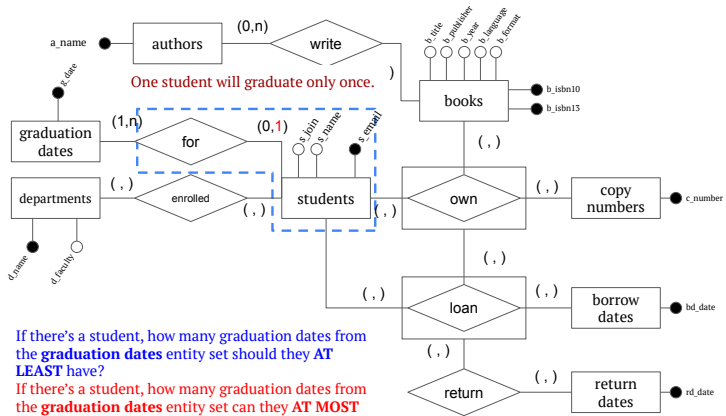 a_name
authors
(0,n)
write
)
b_title
b_publisher
b_year
b_language
b_format
books
b_isbn10
b_isbn13
One student will graduate only once.
g_date
graduation
dates
(1,n)
for
(0,1)
s_join
s_name
s_email
( , )
departments
( , )
enrolled
( , )
students
( , )
own
( , )
copy
numbers
c_number
d_name
d_faculty
( , )
( , )
loan
( , )
borrow
dates
bd_date
( , )
return
( , )
return
dates
rd_date
If there's a student, how many graduation dates from
the graduation dates entity set should they AT
LEAST have?
If there's a student, how many graduation dates from
the graduation dates entity set can they AT MOST